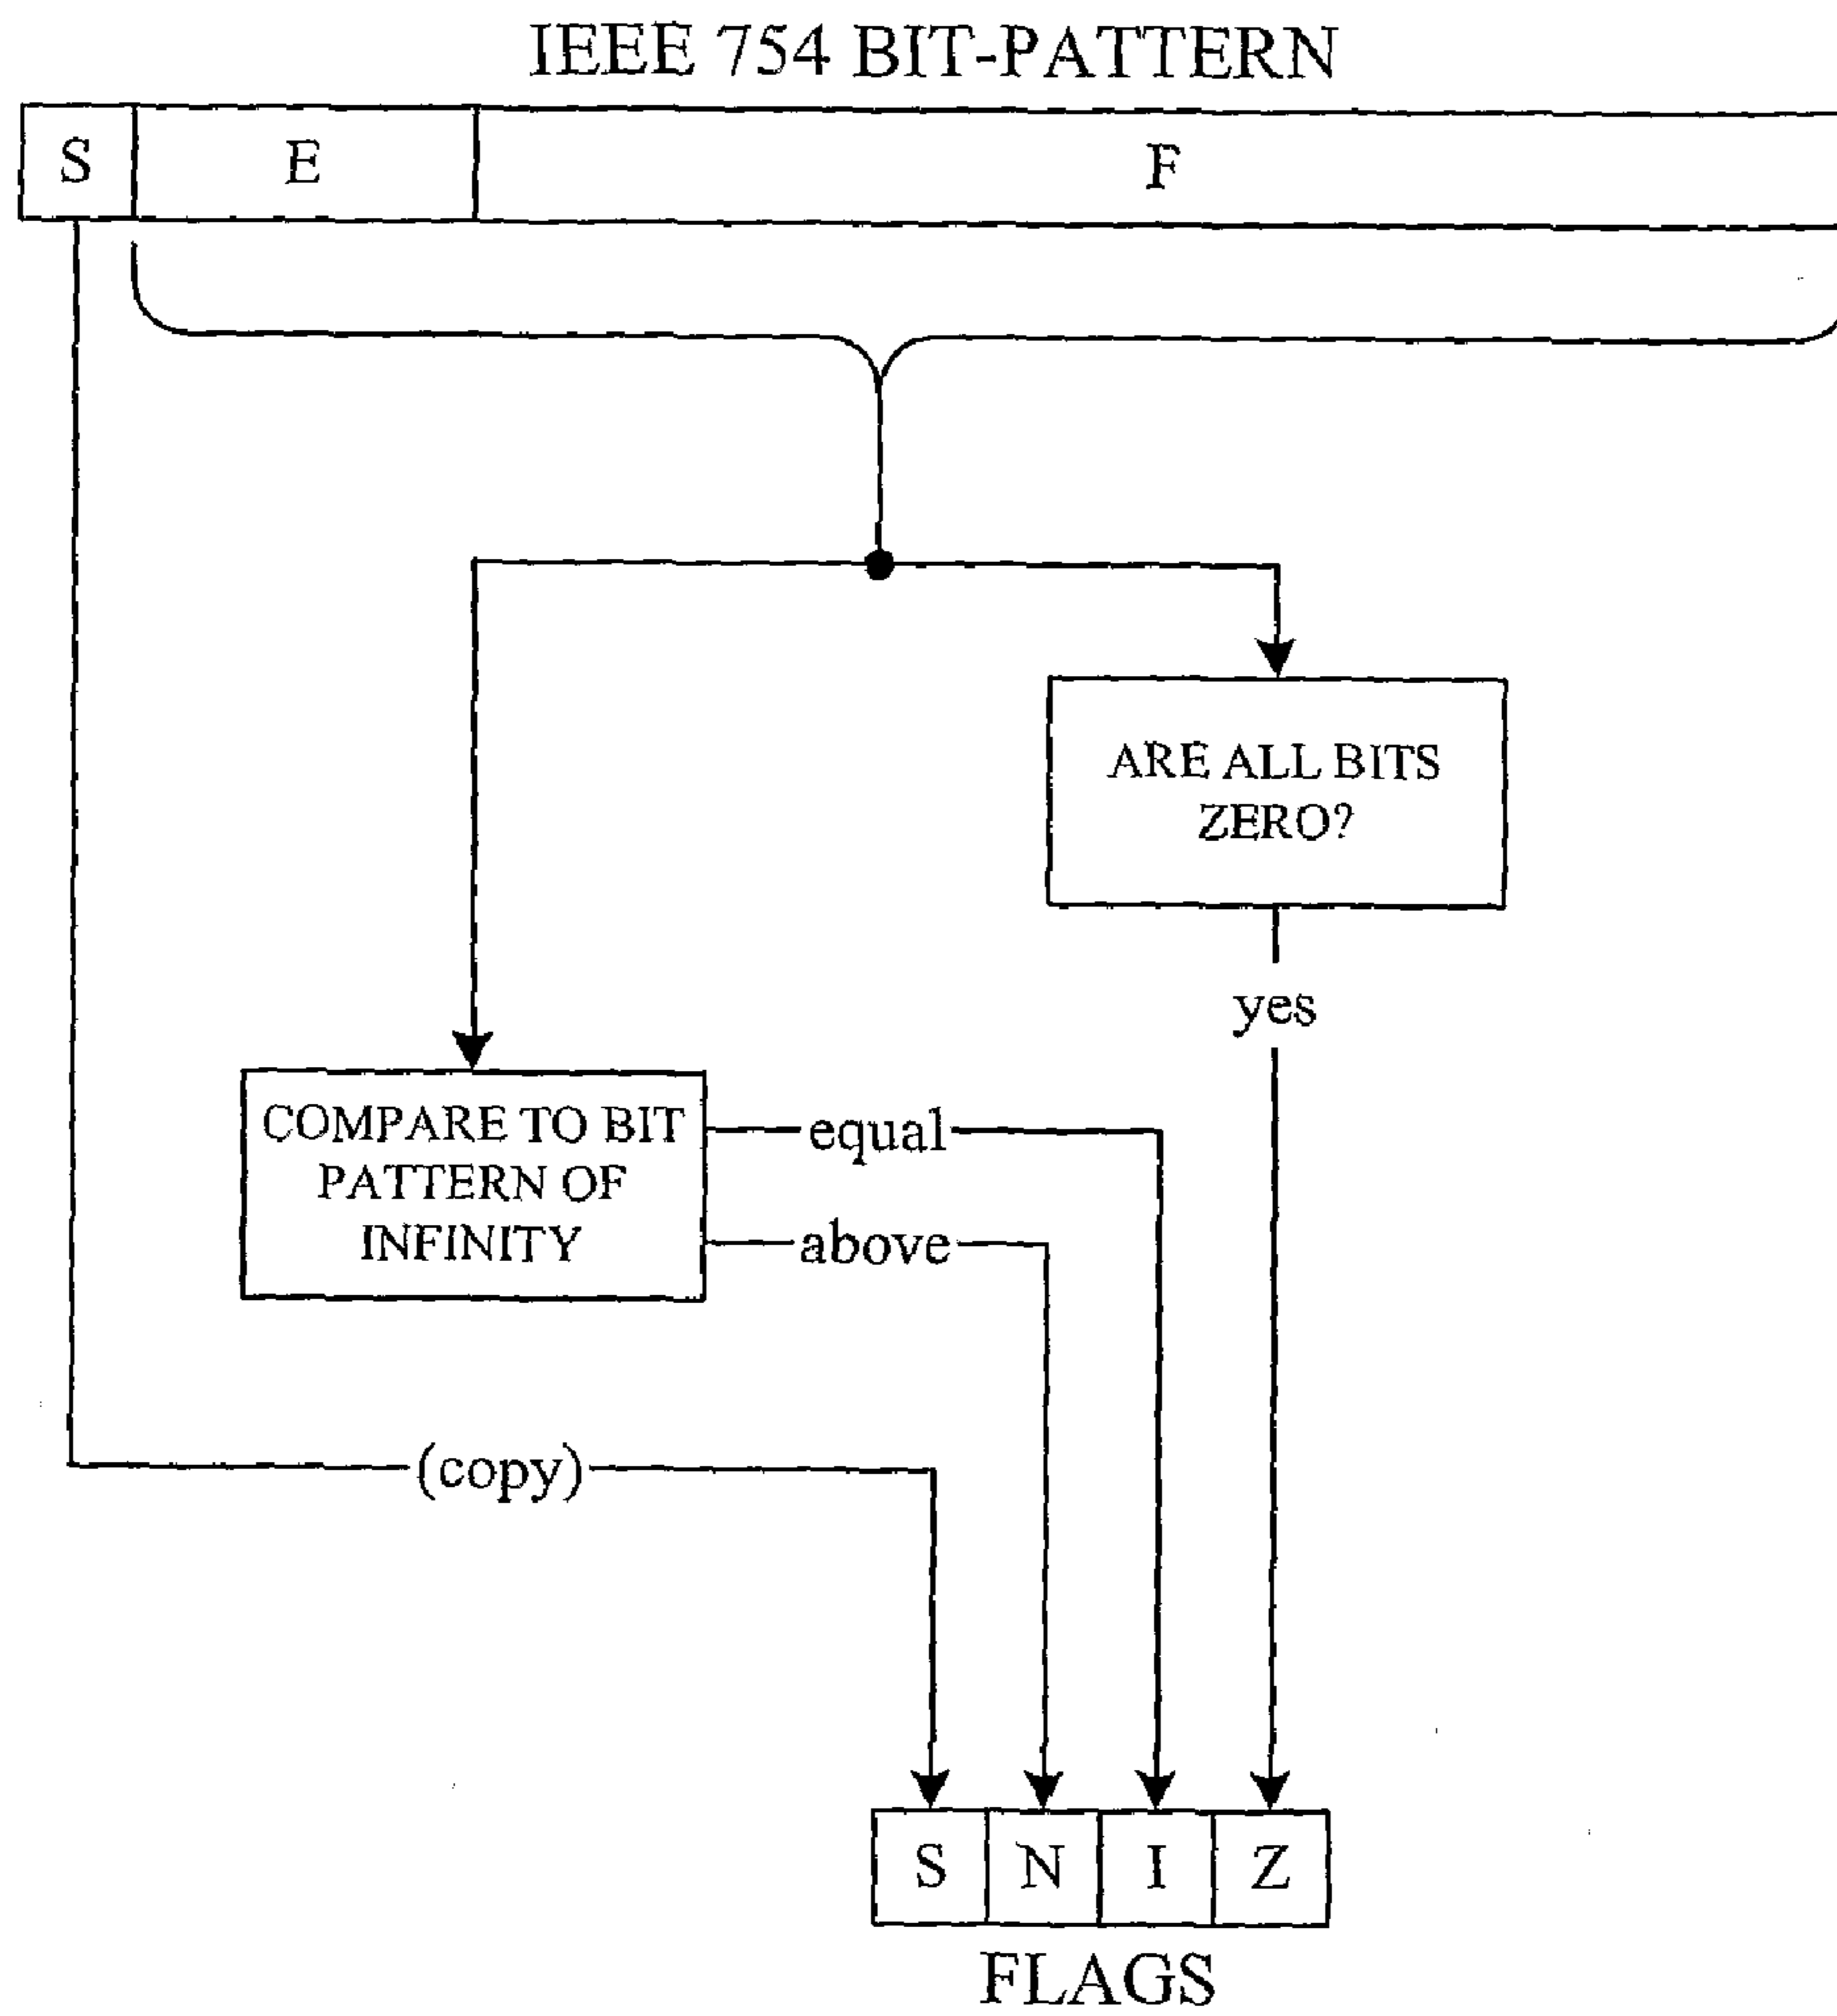 IEEE 754 BIT-PATTERN
S E F
ARE ALL BITS
ZERO?
yes
COMPARE TO BIT
PATTERN OF
INFINITY
equal
above
(copy)
S N I Z
FLAGS